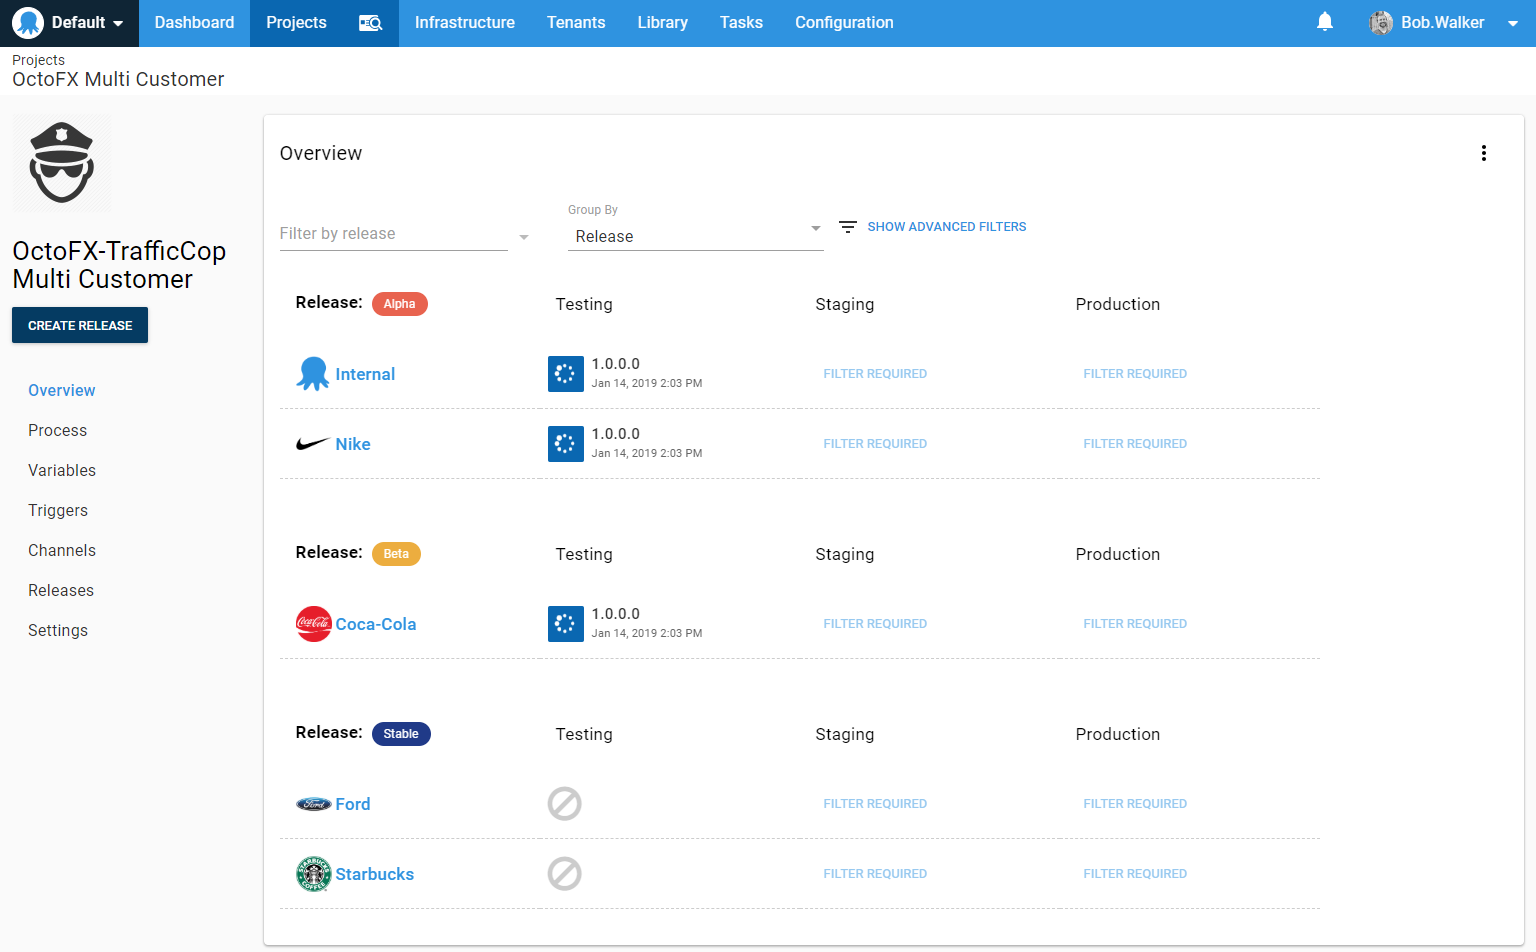 Default Dashboard Projects Infrastructure Tenants Library Tasks Configuration Bob.Walker
Projects
OctoFX Multi Customer
OctoFX-TrafficCop
Multi Customer
CREATE RELEASE
Overview
Process
Variables
Triggers
Channels
Releases
Settings
Overview
Filter by release
Group By
Release
SHOW ADVANCED FILTERS
Release: Alpha Testing Staging Production
Internal 1.0.0.0 FILTER REQUIRED FILTER REQUIRED
Jan 14, 2019 2:03 PM
Nike 1.0.0.0 FILTER REQUIRED FILTER REQUIRED
Jan 14, 2019 2:03 PM
Release: Beta Testing Staging Production
Coca-Cola Coca-Cola 1.0.0.0 FILTER REQUIRED FILTER REQUIRED
Jan 14, 2019 2:03 PM
Release: Stable Testing Staging Production
Ford Ford FILTER REQUIRED FILTER REQUIRED
STARBUCKS COFFEE Starbucks FILTER REQUIRED FILTER REQUIRED